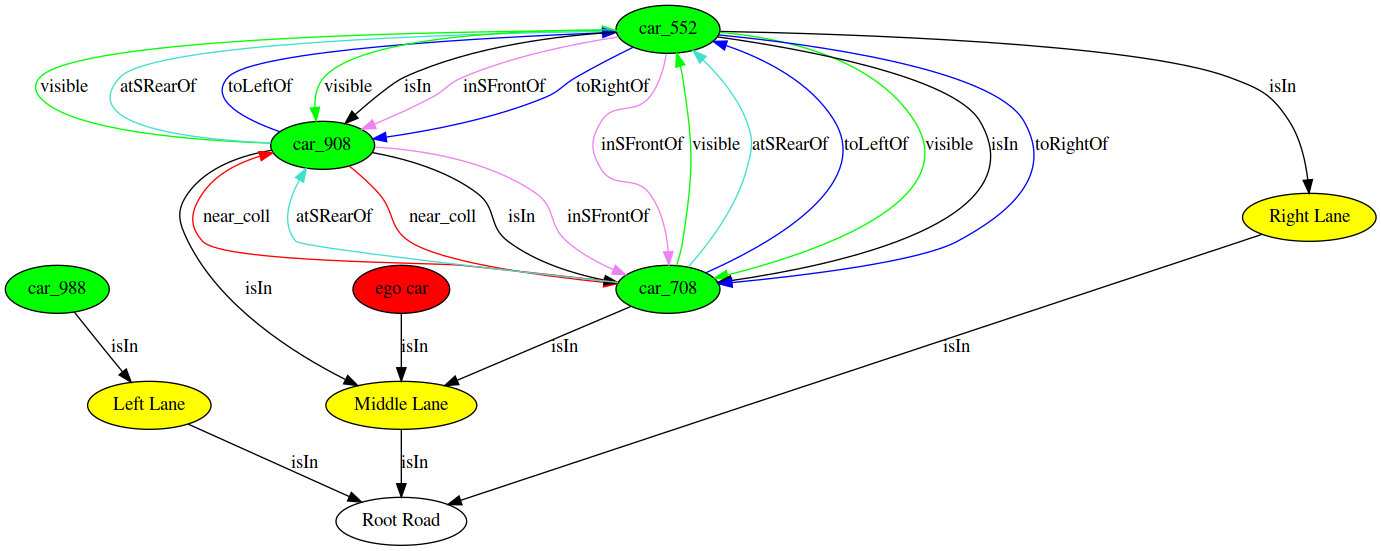 car_552
visible
atSRearOf
toLeftOf
visible
isIn
inSFrontOf
toRightOf
isIn
car_908
inSFrontOf
visible
atSRearOf
toLeftOf
visible
isIn
toRightOf
near_coll
atSRearOf
near_coll
isIn
inSFrontOf
Right Lane
car_988
isIn
ego car
car_708
isIn
isIn
isIn
isIn
Left Lane
Middle Lane
isIn
isIn
Root Road